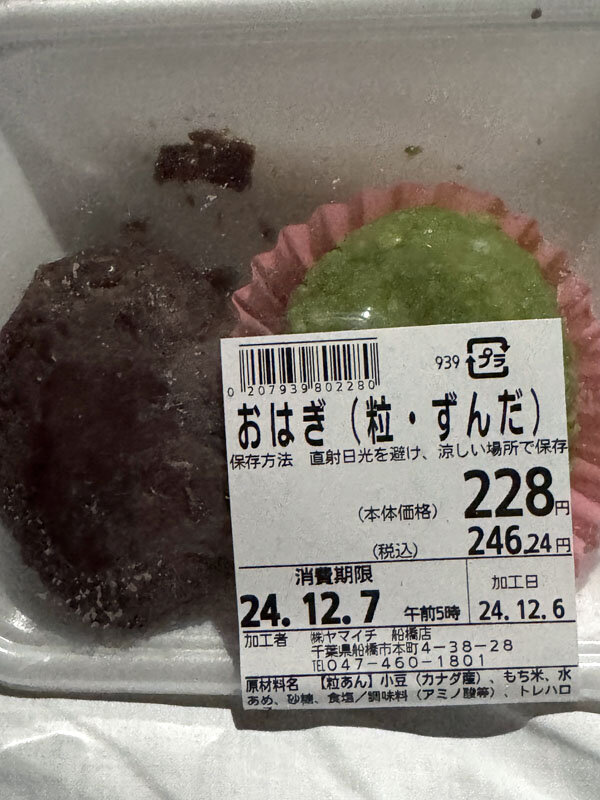 939 プラ
0 207939 802280
おはぎ（粒・ずんだ）
保存方法 直射日光を避け、涼しい場所で保存
（本体価格） 228円
（税込） 246.24円
消費期限 加工日
24.12.7 午前5時 24.12.6
加工者 ㈱ヤマイチ 船橋店
千葉県船橋市本町4-38-28
TEL047-460-1801
原材料名 【粒あん】小豆（カナダ産）、もち米、水
あめ、砂糖、食塩／調味料（アミノ酸等）、トレハロ